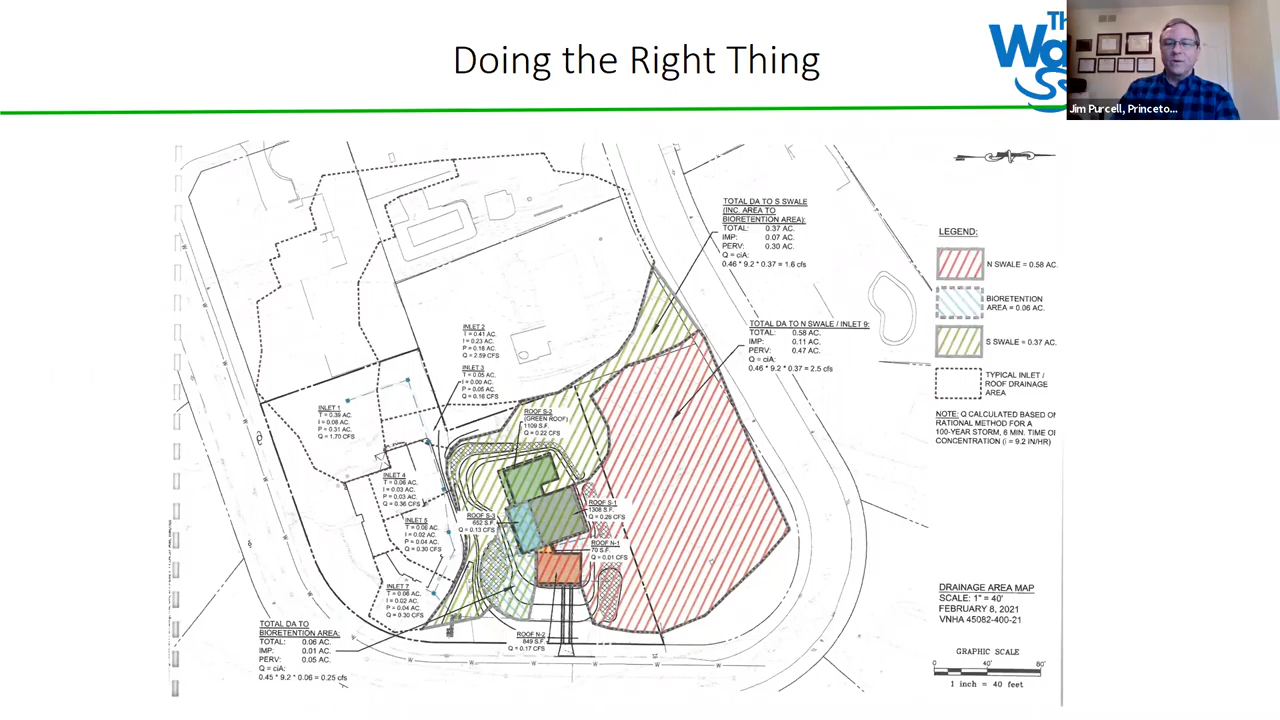 Doing the Right Thing
Jim Purcell, Princeto...
TOTAL DA TO S SWALE
(INC. AREA TO
BIORETENTION AREA):
TOTAL: 0.37 AC.
IMP: 0.07 AC.
PERV: 0.30 AC.
Q = ciA:
0.46 * 9.2 * 0.37 = 1.6 cfs
LEGEND:
N SWALE = 0.58 AC.
BIORETENTION
AREA = 0.06 AC.
S SWALE = 0.37 AC.
TYPICAL INLET /
ROOF DRAINAGE
AREA
NOTE: Q CALCULATED BASED ON
RATIONAL METHOD FOR A
100-YEAR STORM, 6 MIN. TIME OF
CONCENTRATION (i = 9.2 IN/HR)
TOTAL DA TO N SWALE / INLET 9:
TOTAL: 0.58 AC.
IMP: 0.11 AC.
PERV: 0.47 AC.
Q = ciA:
0.46 * 9.2 * 0.37 = 2.5 cfs
INLET 2
T = 0.41 AC.
I = 0.23 AC.
P = 0.18 AC.
Q = 2.59 CFS
INLET 3
T = 0.05 AC.
I = 0.00 AC.
P = 0.05 AC.
Q = 0.16 CFS
INLET 1
T = 0.39 AC.
I = 0.08 AC.
P = 0.31 AC.
Q = 1.70 CFS
ROOF S-2
(GREEN ROOF)
1109 S.F.
Q = 0.22 CFS
INLET 4
T = 0.06 AC.
I = 0.03 AC.
P = 0.03 AC.
Q = 0.36 CFS
ROOF S-1
1308 S.F.
Q = 0.26 CFS
ROOF S-3
652 S.F.
Q = 0.13 CFS
INLET 5
T = 0.06 AC.
I = 0.02 AC.
P = 0.04 AC.
Q = 0.30 CFS
ROOF N-1
70 S.F.
Q = 0.01 CFS
INLET 7
T = 0.06 AC.
I = 0.02 AC.
P = 0.04 AC.
Q = 0.30 CFS
ROOF N-2
849 S.F.
Q = 0.17 CFS
TOTAL DA TO
BIORETENTION AREA:
TOTAL: 0.06 AC.
IMP. 0.01 AC.
PERV: 0.05 AC.
Q = ciA:
0.45 * 9.2 * 0.06 = 0.25 cfs
DRAINAGE AREA MAP
SCALE: 1" = 40'
FEBRUARY 8, 2021
VNHA 45082-400-21
GRAPHIC SCALE
0 40' 80'
1 inch = 40 feet